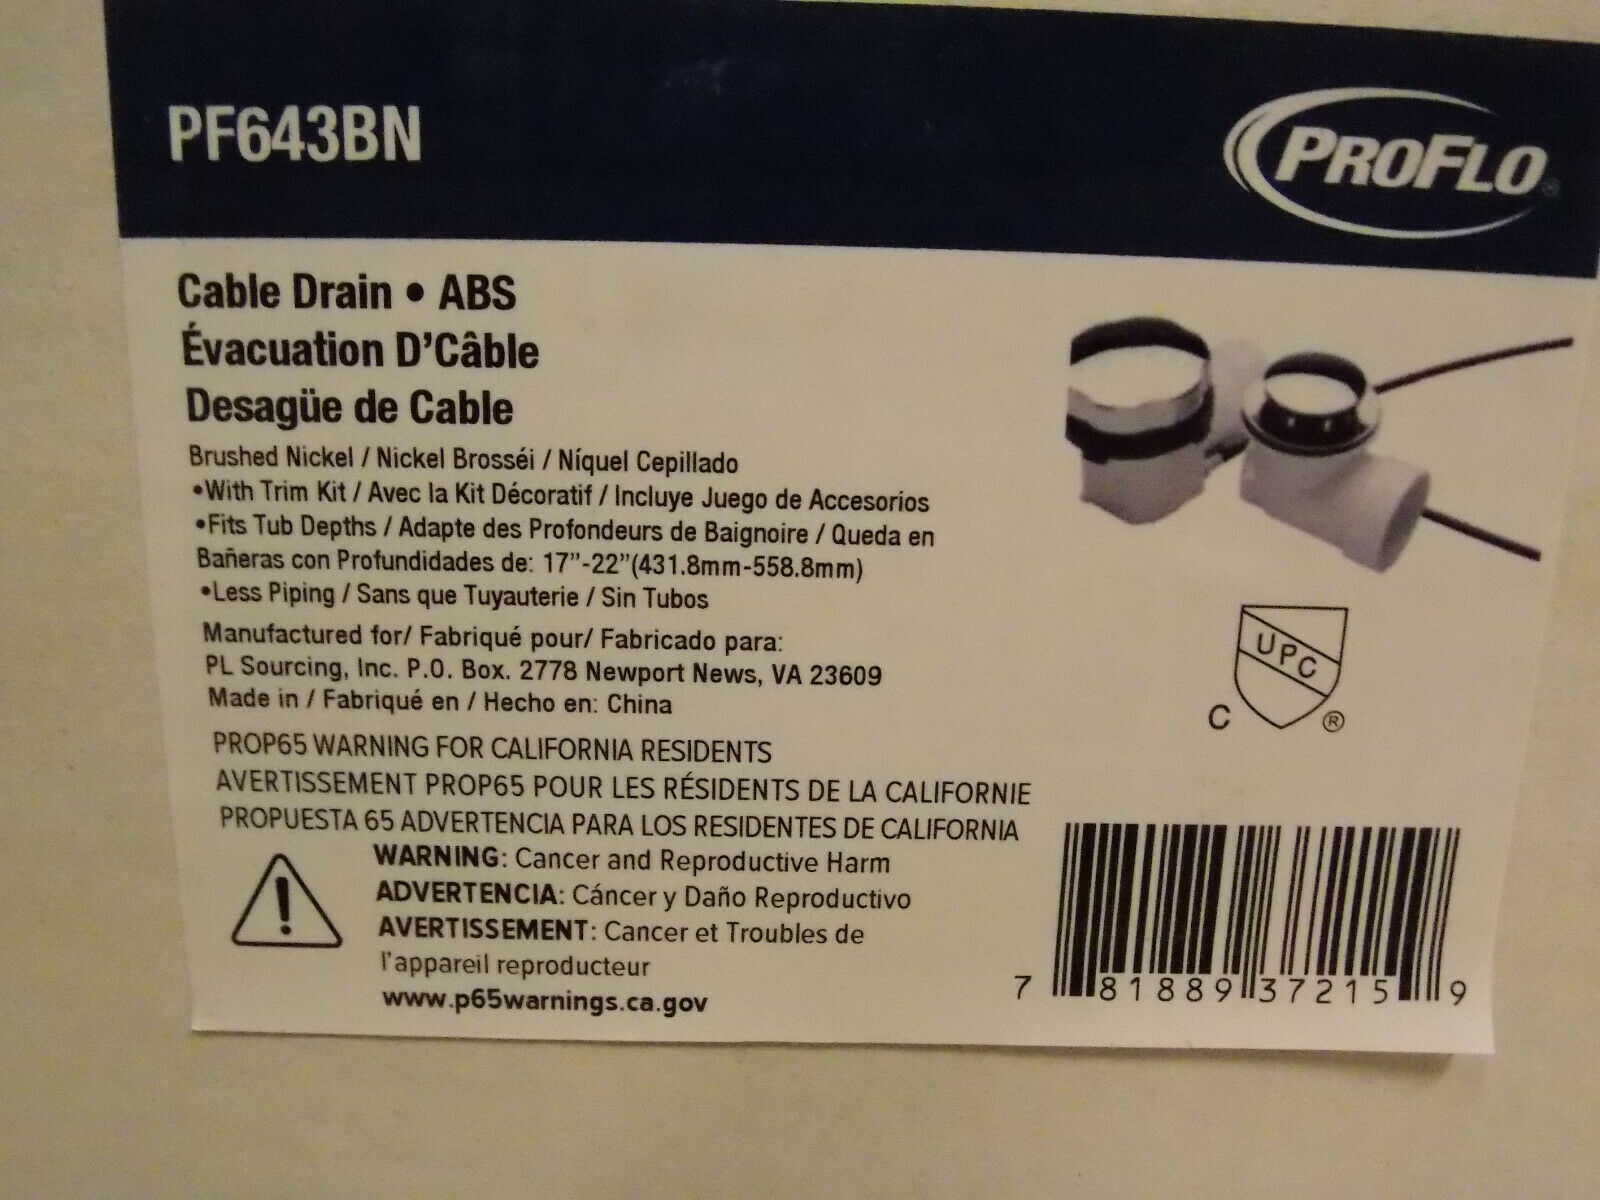 PF643BN
PROFLO®
Cable Drain • ABS
Évacuation D'Câble
Desagüe de Cable
Brushed Nickel / Nickel Brosséi / Níquel Cepillado
•With Trim Kit / Avec la Kit Décoratif / Incluye Juego de Accesorios
•Fits Tub Depths / Adapte des Profondeurs de Baignoire / Queda en
Bañeras con Profundidades de: 17”-22”(431.8mm-558.8mm)
•Less Piping / Sans que Tuyauterie / Sin Tubos
Manufactured for/ Fabriqué pour/ Fabricado para:
PL Sourcing, Inc. P.O. Box. 2778 Newport News, VA 23609
Made in / Fabriqué en / Hecho en: China
UPC
C ®
PROP65 WARNING FOR CALIFORNIA RESIDENTS
AVERTISSEMENT PROP65 POUR LES RÉSIDENTS DE LA CALIFORNIE
PROPUESTA 65 ADVERTENCIA PARA LOS RESIDENTES DE CALIFORNIA
WARNING: Cancer and Reproductive Harm
ADVERTENCIA: Cáncer y Daño Reproductivo
AVERTISSEMENT: Cancer et Troubles de
l'appareil reproducteur
www.p65warnings.ca.gov
7 81889 37215 9